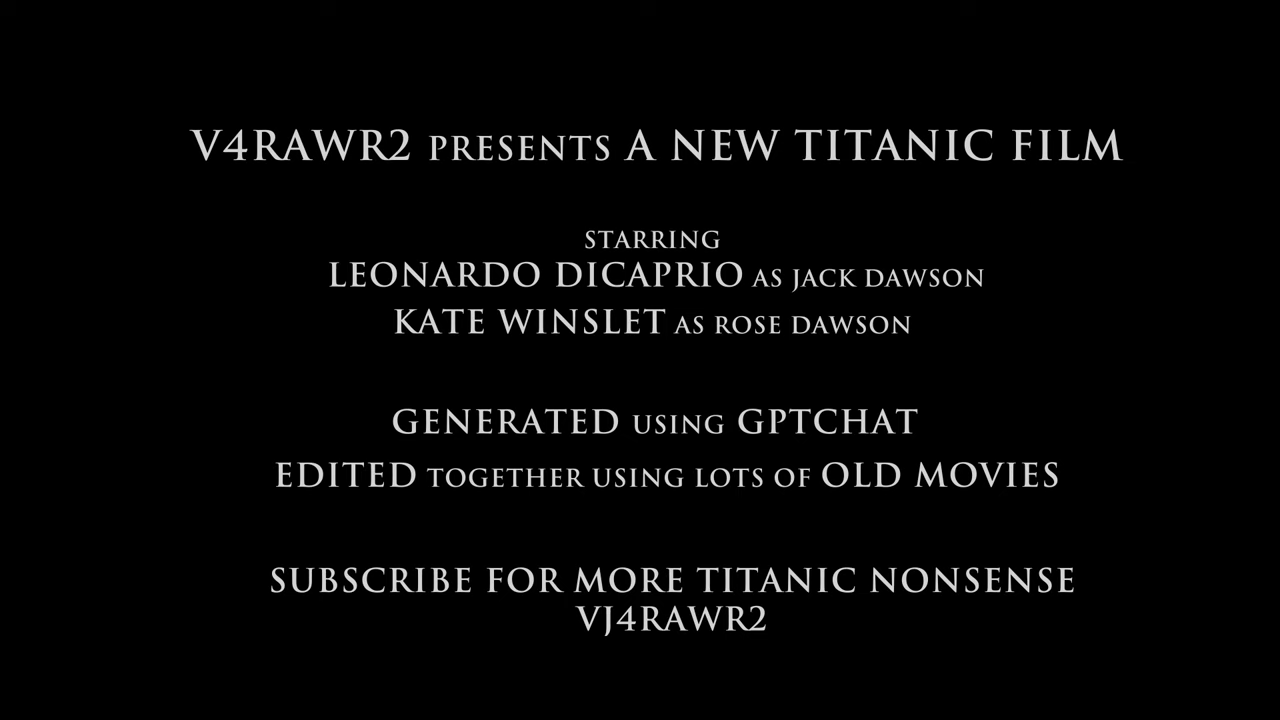 V4RAWR2 PRESENTS A NEW TITANIC FILM
STARRING
LEONARDO DICAPRIO AS JACK DAWSON
KATE WINSLET AS ROSE DAWSON
GENERATED USING GPTCHAT
EDITED TOGETHER USING LOTS OF OLD MOVIES
SUBSCRIBE FOR MORE TITANIC NONSENSE
VJ4RAWR2